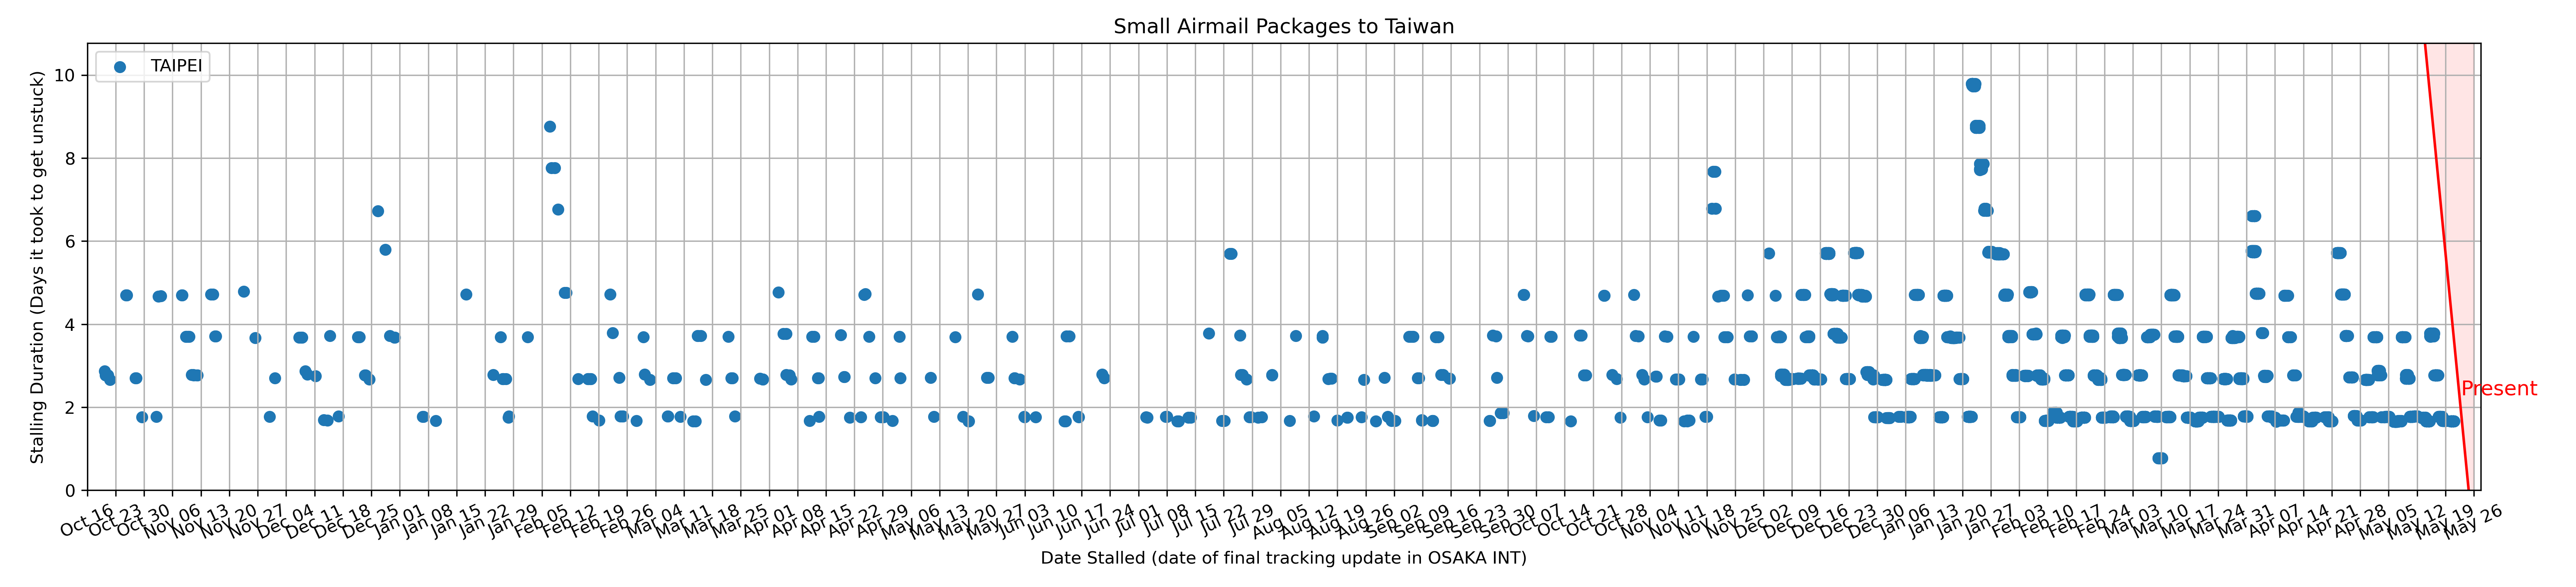 Small Airmail Packages to Taiwan
TAIPEI
Stalling Duration (Days it took to get unstuck)
10
8
6
4
2
0
Present
Oct 16 Oct 23 Oct 30 Nov 06 Nov 13 Nov 20 Nov 27 Dec 04 Dec 11 Dec 18 Dec 25 Jan 01 Jan 08 Jan 15 Jan 22 Jan 29 Feb 05 Feb 12 Feb 19 Feb 26 Mar 04 Mar 11 Mar 18 Mar 25 Apr 01 Apr 08 Apr 15 Apr 22 Apr 29 May 06 May 13 May 20 May 27 Jun 03 Jun 10 Jun 17 Jun 24 Jul 01 Jul 08 Jul 15 Jul 22 Jul 29 Aug 05 Aug 12 Aug 19 Aug 26 Sep 02 Sep 09 Sep 16 Sep 23 Sep 30 Oct 07 Oct 14 Oct 21 Oct 28 Nov 04 Nov 11 Nov 18 Nov 25 Dec 02 Dec 09 Dec 16 Dec 23 Dec 30 Jan 06 Jan 13 Jan 20 Jan 27 Feb 03 Feb 10 Feb 17 Feb 24 Mar 03 Mar 10 Mar 17 Mar 24 Mar 31 Apr 07 Apr 14 Apr 21 Apr 28 May 05 May 12 May 19 May 26
Date Stalled (date of final tracking update in OSAKA INT)